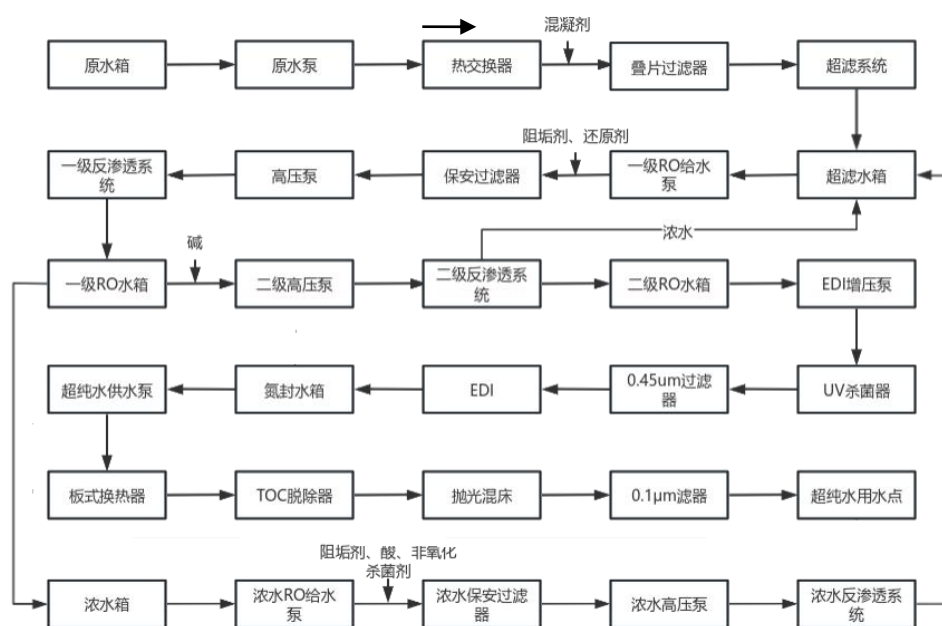 混凝剂
原水箱
原水泵
热交换器
叠片过滤器
超滤系统
阻垢剂、还原剂
一级反渗透系
统
高压泵
保安过滤器
一级RO给水
泵
超滤水箱
碱
浓水
一级RO水箱
二级高压泵
二级反渗透系
统
二级RO水箱
EDI增压泵
超纯水供水泵
氮封水箱
EDI
0.45um过滤
器
UV杀菌器
板式换热器
TOC脱除器
抛光混床
0.1μm滤器
超纯水用水点
阻垢剂、酸、非氧化
杀菌剂
浓水箱
浓水RO给水
泵
浓水保安过滤
器
浓水高压泵
浓水反渗透系
统